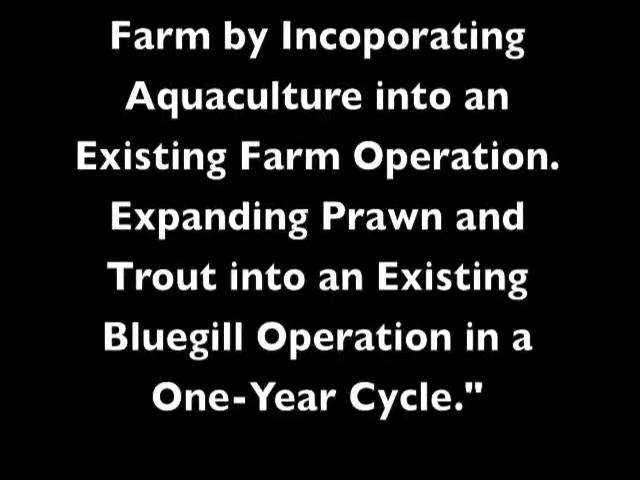 Farm by Incoporating
Aquaculture into an
Existing Farm Operation.
Expanding Prawn and
Trout into an Existing
Bluegill Operation in a
One-Year Cycle."